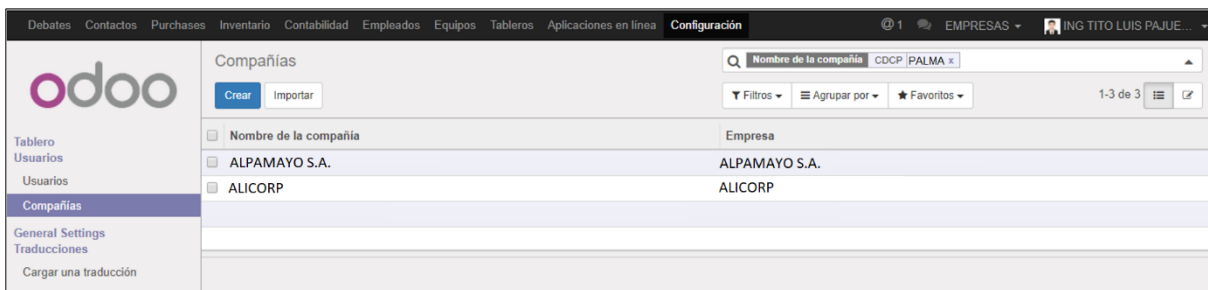 Debates Contactos Purchases Inventario Contabilidad Empleados Equipos Tableros Aplicaciones en línea Configuración @ 1 EMPRESAS ING TITO LUIS PAJUE...
odoo
Compañías
Nombre de la compañía CDCP PALMA x
Crear Importar
Filtros Agrupar por Favoritos 1-3 de 3
Tablero
Usuarios
Usuarios
Compañías
General Settings
Traducciones
Cargar una traducción
Nombre de la compañía Empresa
ALPAMAYO S.A. ALPAMAYO S.A.
ALICORP ALICORP